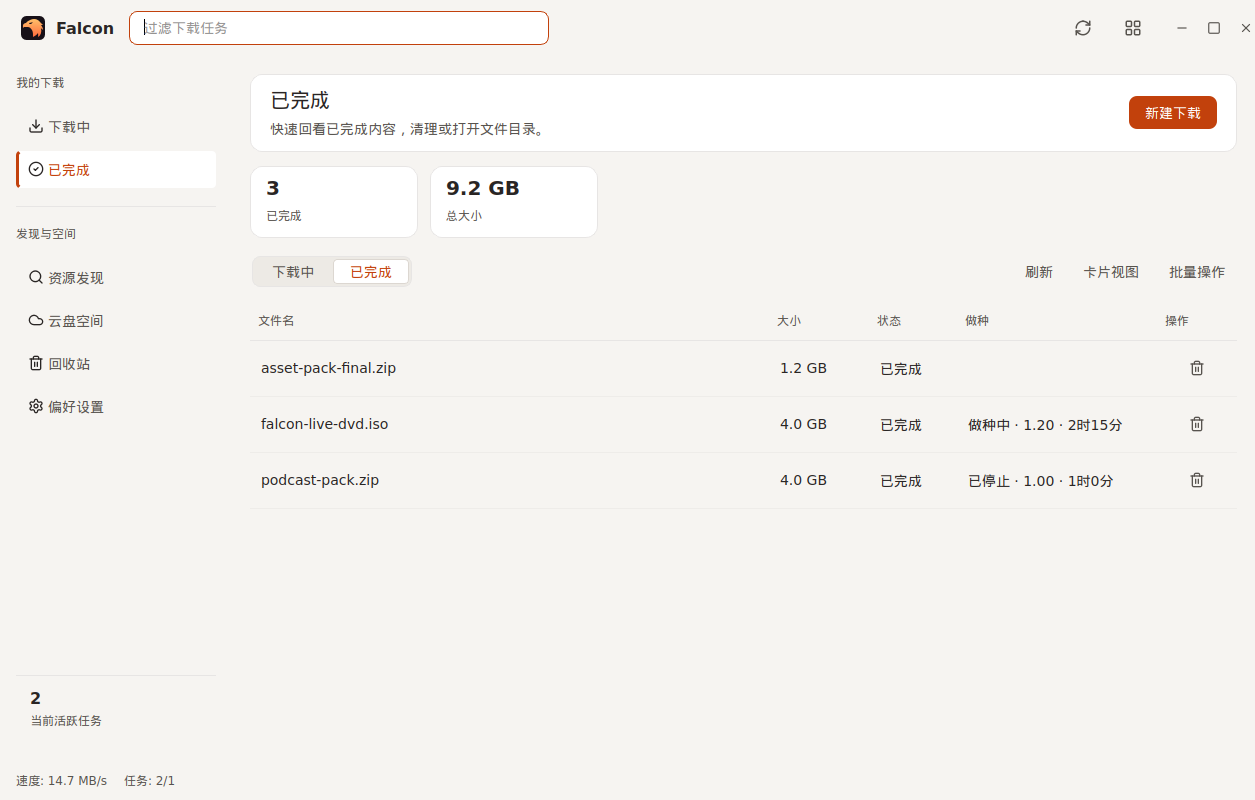 Falcon
过滤下载任务
我的下载
下载中
已完成
发现与空间
资源发现
云盘空间
回收站
偏好设置
2
当前活跃任务
速度: 14.7 MB/s 任务: 2/1
已完成
快速回看已完成内容，清理或打开文件目录。
新建下载
3
已完成
9.2 GB
总大小
下载中 已完成
刷新 卡片视图 批量操作
文件名 大小 状态 做种 操作
asset-pack-final.zip 1.2 GB 已完成
falcon-live-dvd.iso 4.0 GB 已完成 做种中 · 1.20 · 2时15分
podcast-pack.zip 4.0 GB 已完成 已停止 · 1.00 · 1时0分